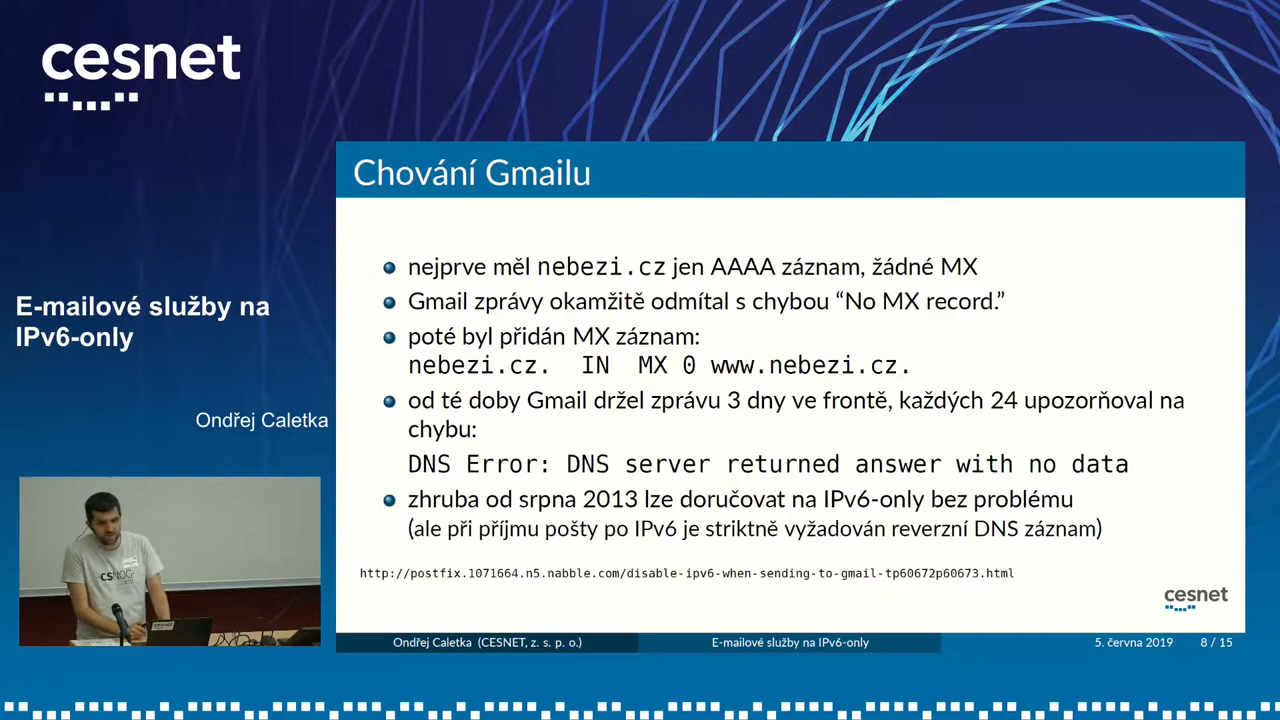 cesnet
E-mailové služby na
IPv6-only
Ondřej Caletka
Chování Gmailu
nejprve měl nebezi.cz jen AAAA záznam, žádné MX
Gmail zprávy okamžitě odmítal s chybou “No MX record.”
poté byl přidán MX záznam:
nebezi.cz. IN MX 0 www.nebezi.cz.
od té doby Gmail držel zprávu 3 dny ve frontě, každých 24 upozorňoval na
chybu:
DNS Error: DNS server returned answer with no data
zhruba od srpna 2013 lze doručovat na IPv6-only bez problému
(ale při příjmu pošty po IPv6 je striktně vyžadován reverzní DNS záznam)
http://postfix.1071664.n5.nabble.com/disable-ipv6-when-sending-to-gmail-tp60672p60673.html
cesnet
Ondřej Caletka (CESNET, z. s. p. o.)
E-mailové služby na IPv6-only
5. června 2019
8 / 15
CSNOG